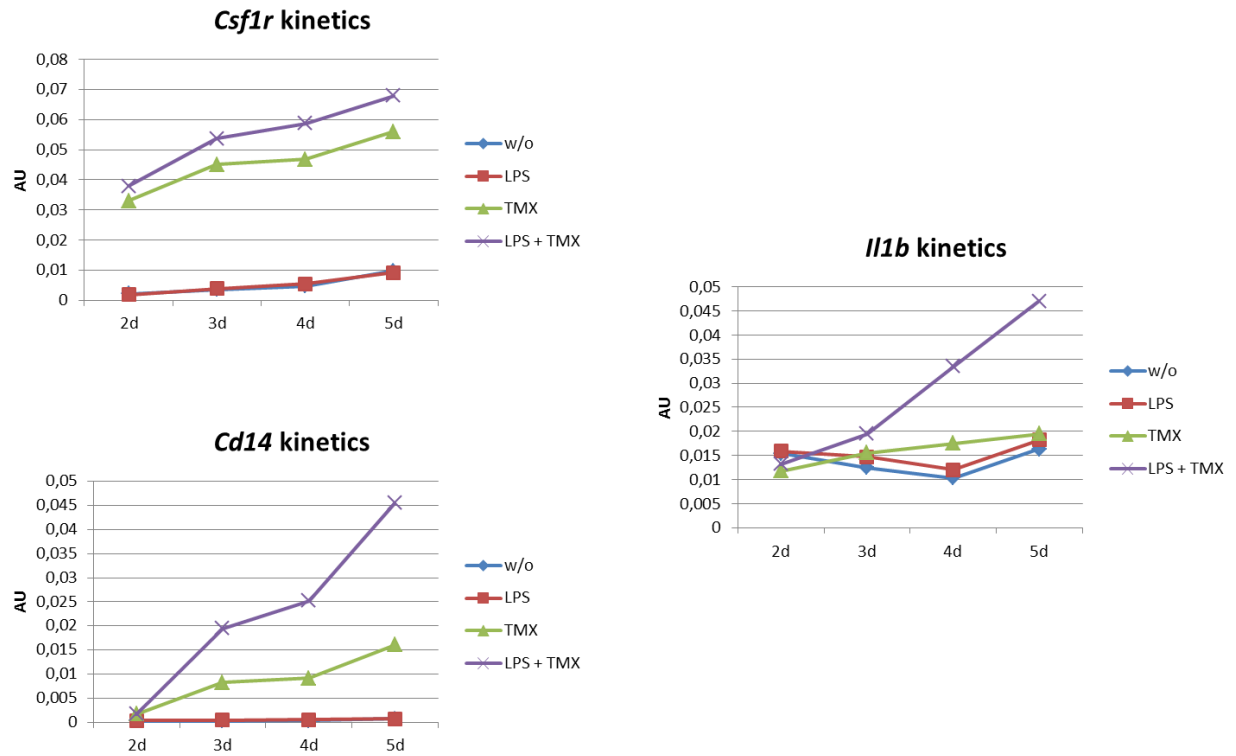 Csf1r kinetics
0,08
0,07
0,06
0,05
0,04
0,03
0,02
0,01
0
AU
2d 3d 4d 5d
w/o
LPS
TMX
LPS + TMX
Cd14 kinetics
0,05
0,045
0,04
0,035
0,03
0,025
0,02
0,015
0,01
0,005
0
AU
2d 3d 4d 5d
w/o
LPS
TMX
LPS + TMX
Il1b kinetics
0,05
0,045
0,04
0,035
0,03
0,025
0,02
0,015
0,01
0,005
0
AU
2d 3d 4d 5d
w/o
LPS
TMX
LPS + TMX